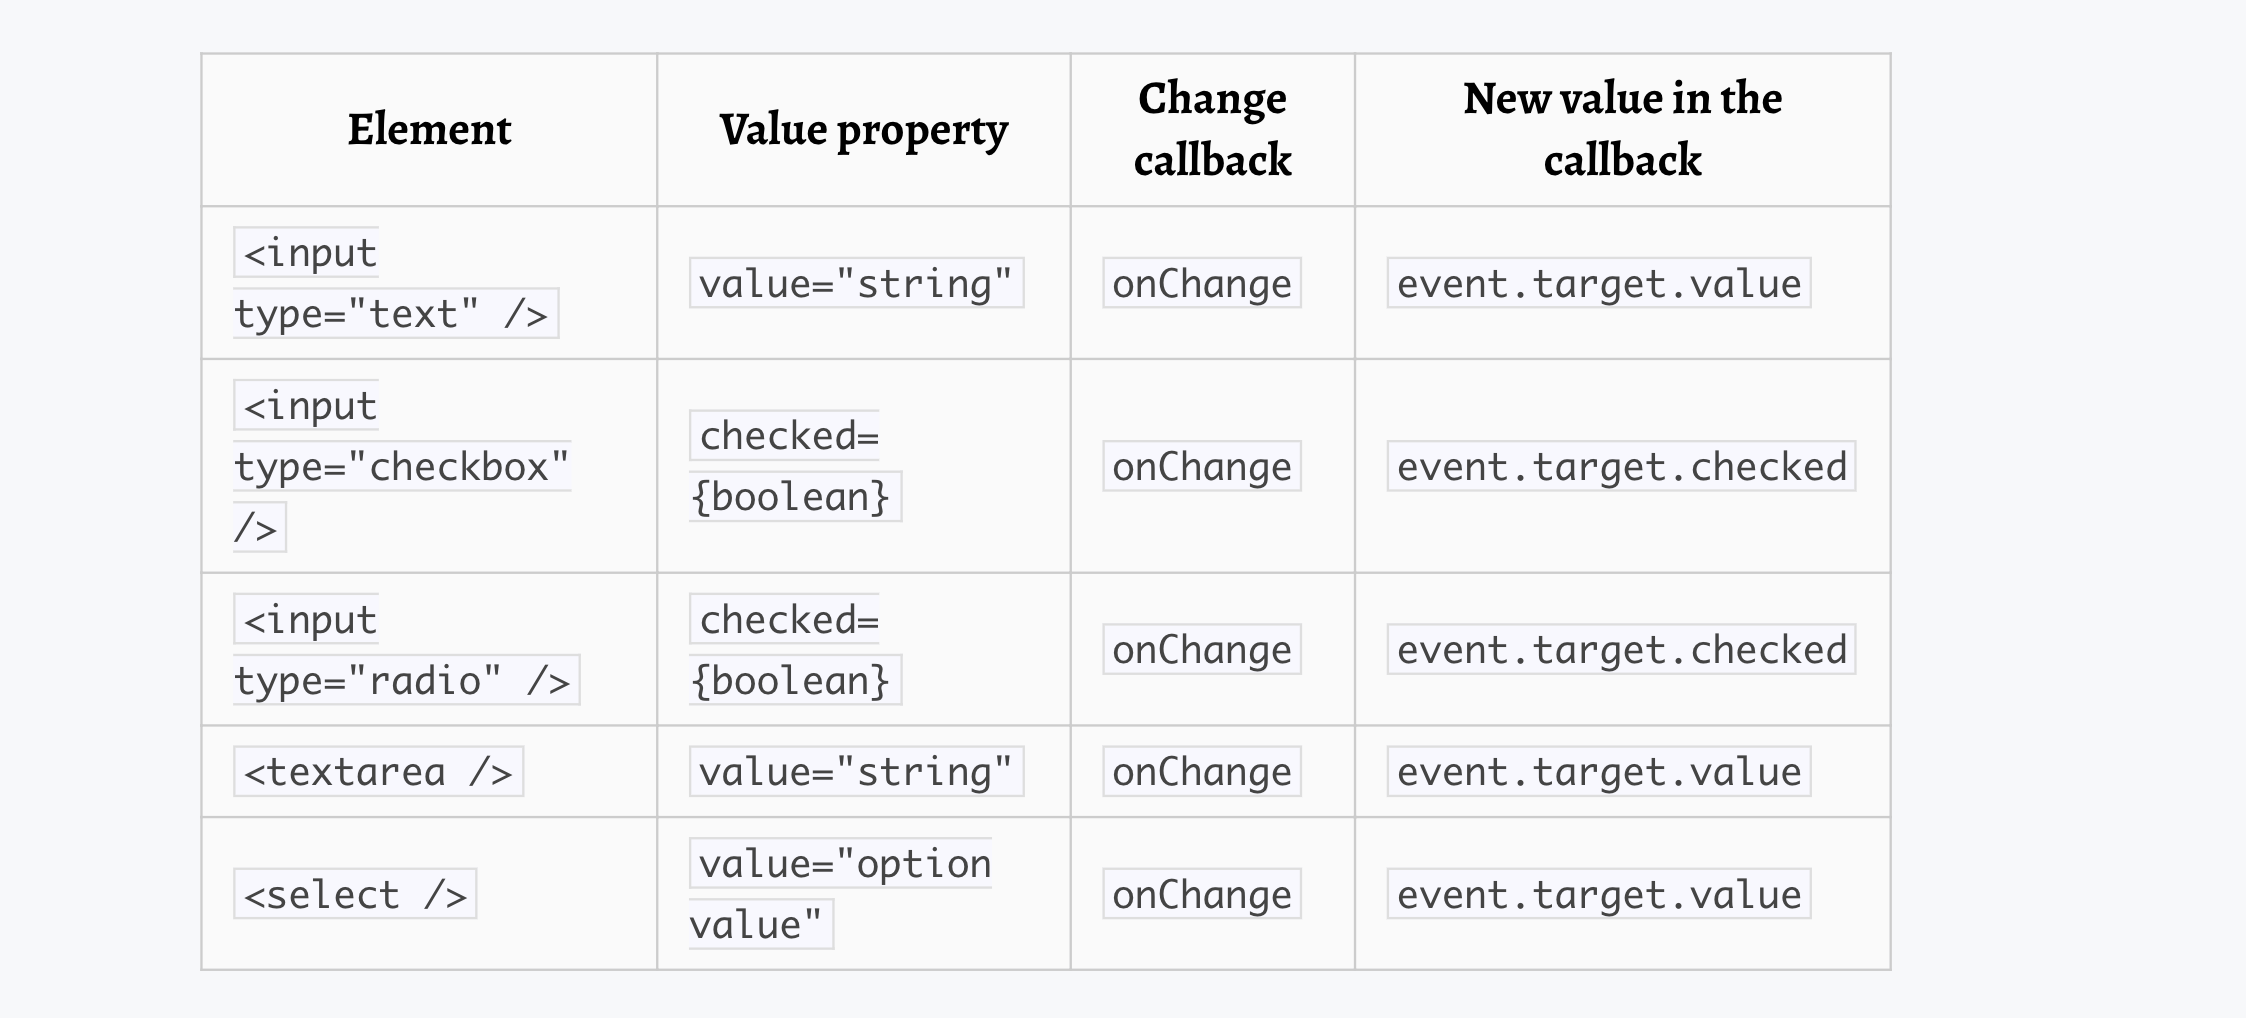 Element
Value property
Change
callback
New value in the
callback
<input
type="text" />
value="string"
onChange
event.target.value
<input
type="checkbox"
/>
checked=
{boolean}
onChange
event.target.checked
<input
type="radio" />
checked=
{boolean}
onChange
event.target.checked
<textarea />
value="string"
onChange
event.target.value
<select />
value="option
value"
onChange
event.target.value